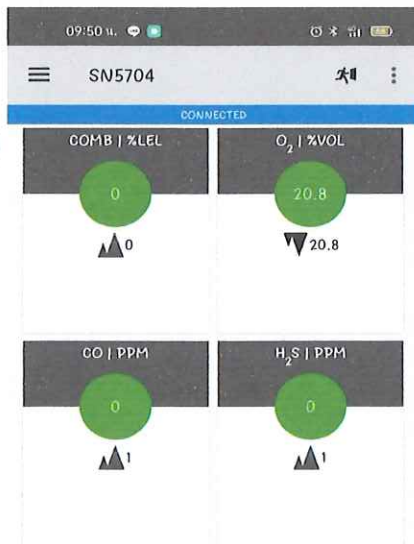 09:50 น.
SN5704
CONNECTED
COMB | %LEL
O₂ | %VOL
0
20.8
0
20.8
CO | PPM
H₂S | PPM
0
0
1
1